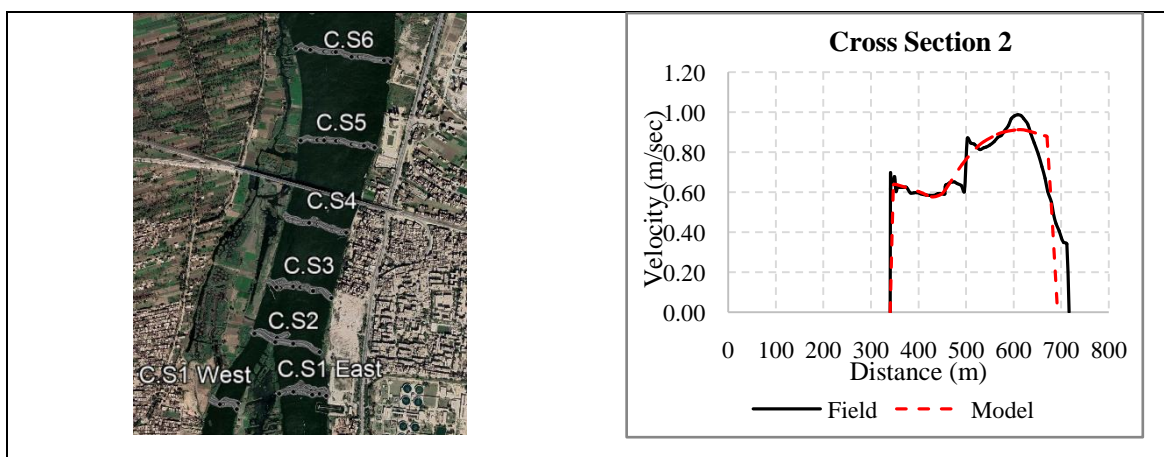 C.S6
C.S5
C.S4
C.S3
C.S2
C.S1 West
C.S1 East
Cross Section 2
Velocity (m/sec)
1.20
1.00
0.80
0.60
0.40
0.20
0.00
0 100 200 300 400 500 600 700 800
Distance (m)
Field Model